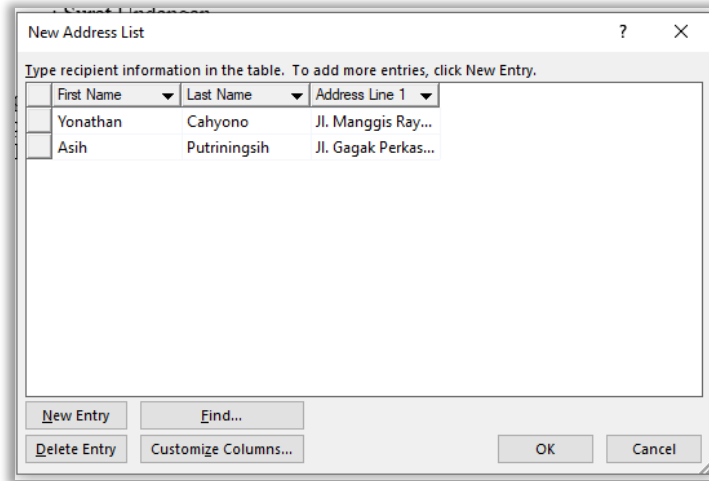 : Surat Undangan
New Address List ?
Type recipient information in the table. To add more entries, click New Entry.
First Name Last Name Address Line 1
Yonathan Cahyono Jl. Manggis Ray...
Asih Putriningsih Jl. Gagak Perkas...
New Entry Find...
Delete Entry Customize Columns... OK Cancel